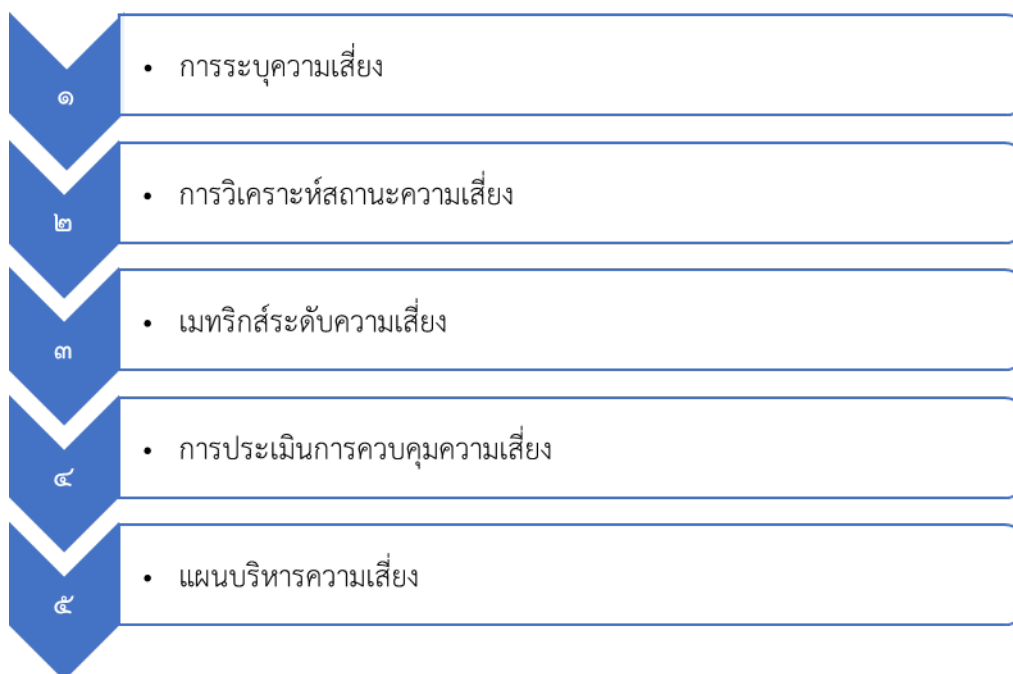 ๑
• การระบุความเสี่ยง
๒
• การวิเคราะห์สถานะความเสี่ยง
๓
• เมทริกส์ระดับความเสี่ยง
๔
• การประเมินการควบคุมความเสี่ยง
๕
• แผนบริหารความเสี่ยง